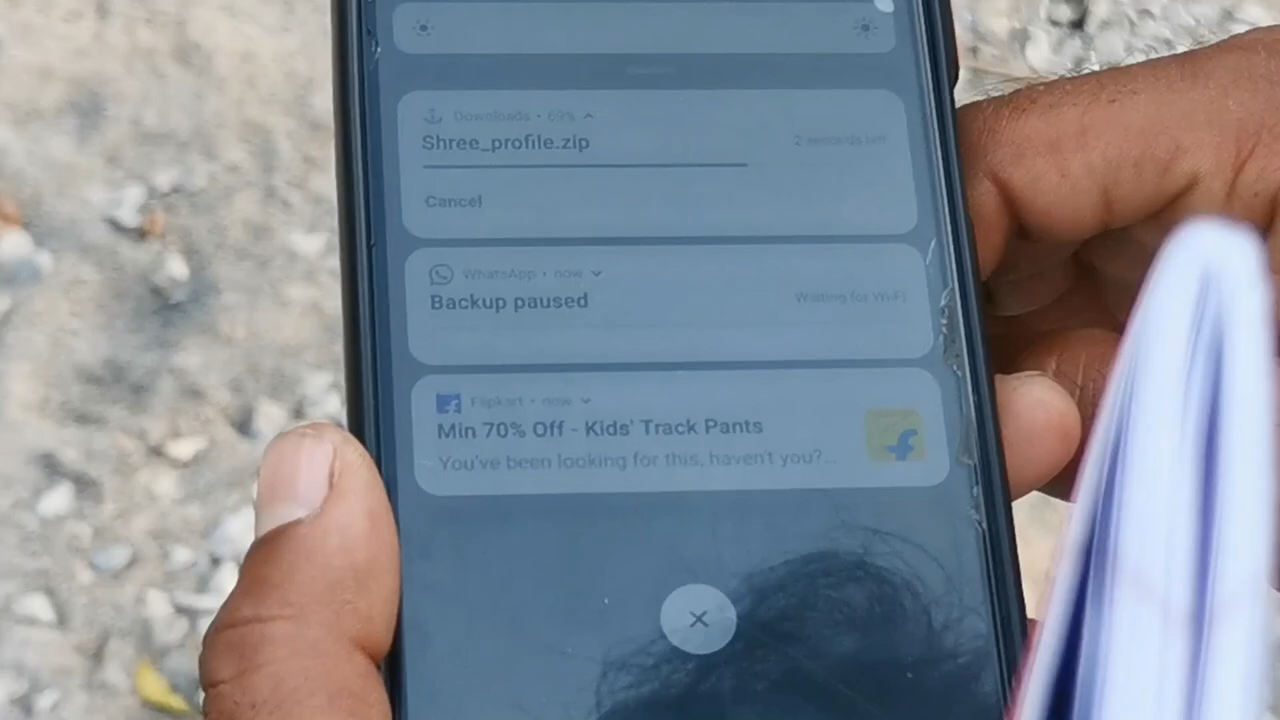 Downloads • 69%
Shree_profile.zip
2 seconds left
Cancel
WhatsApp • now
Backup paused
Waiting for Wi-Fi
Flipkart • now
Min 70% Off - Kids' Track Pants
You've been looking for this, haven't you?...